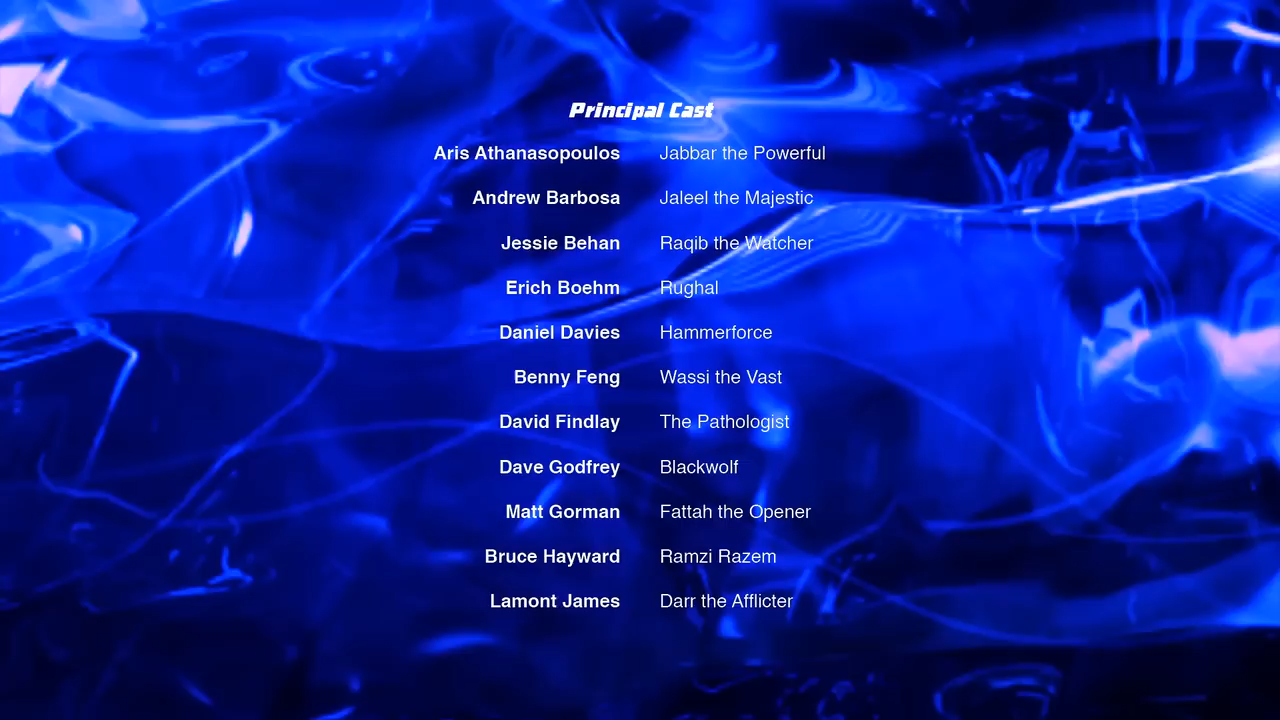 Principal Cast
Aris Athanasopoulos Jabbar the Powerful
Andrew Barbosa Jaleel the Majestic
Jessie Behan Raqib the Watcher
Erich Boehm Rughal
Daniel Davies Hammerforce
Benny Feng Wassi the Vast
David Findlay The Pathologist
Dave Godfrey Blackwolf
Matt Gorman Fattah the Opener
Bruce Hayward Ramzi Razem
Lamont James Darr the Afflicter